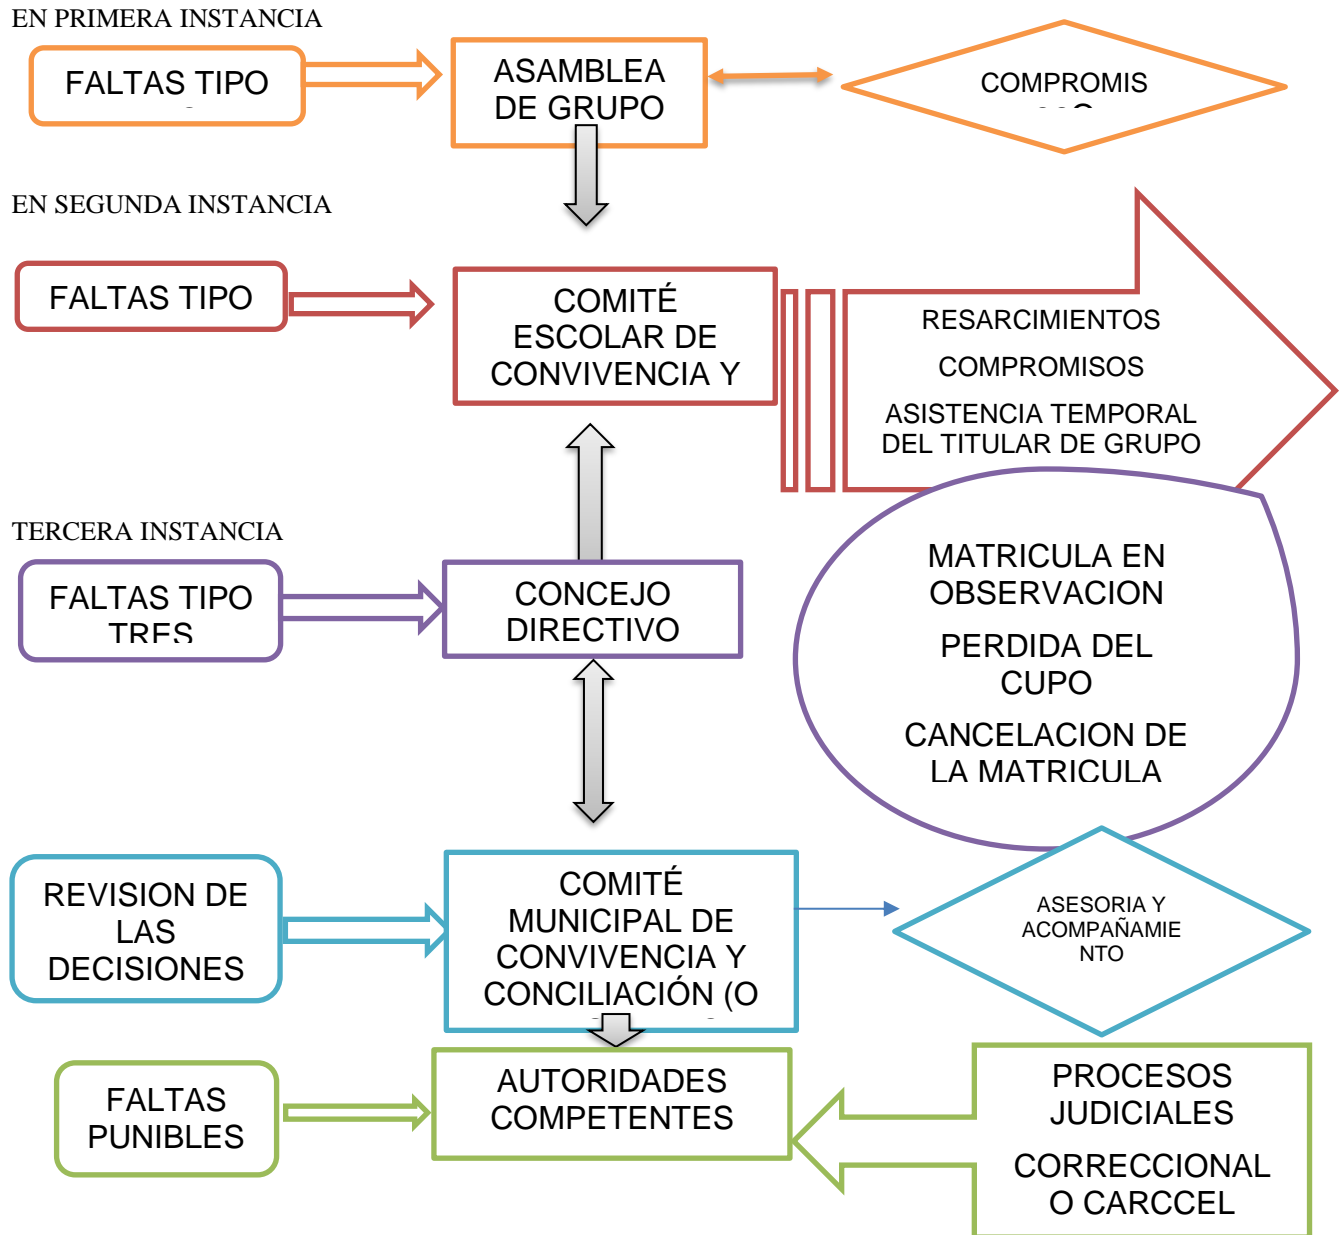 EN PRIMERA INSTANCIA
FALTAS TIPO
ASAMBLEA
DE GRUPO
COMPROMIS
EN SEGUNDA INSTANCIA
FALTAS TIPO
COMITÉ
ESCOLAR DE
CONVIVENCIA Y
RESARCIMIENTOS
COMPROMISOS
ASISTENCIA TEMPORAL
DEL TITULAR DE GRUPO
TERCERA INSTANCIA
FALTAS TIPO
TRES
CONCEJO
DIRECTIVO
MATRICULA EN
OBSERVACION
PERDIDA DEL
CUPO
CANCELACION DE
LA MATRICULA
REVISION DE
LAS
DECISIONES
COMITÉ
MUNICIPAL DE
CONVIVENCIA Y
CONCILIACIÓN (O
ASESORIA Y
ACOMPAÑAMIE
NTO
FALTAS
PUNIBLES
AUTORIDADES
COMPETENTES
PROCESOS
JUDICIALES
CORRECCIONAL
O CARCCEL